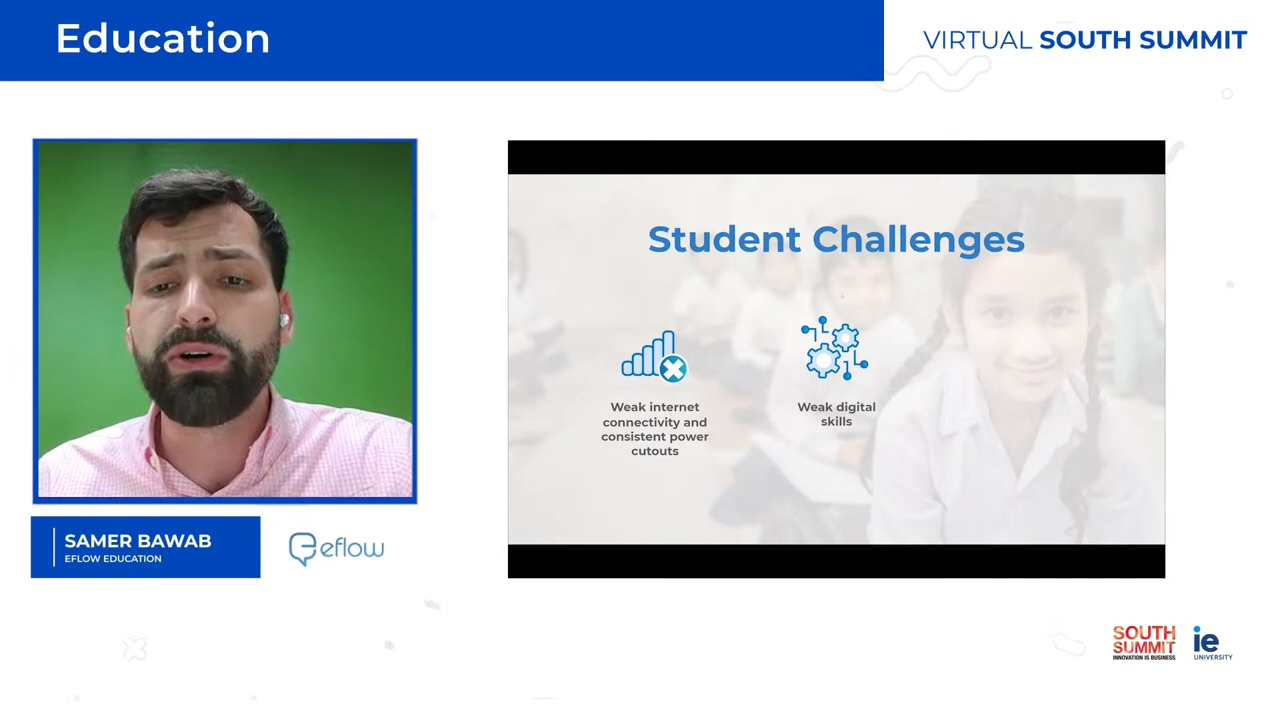 Education
VIRTUAL SOUTH SUMMIT
Student Challenges
Weak internet
connectivity and
consistent power
cutouts
Weak digital
skills
SAMER BAWAB
EFLOW EDUCATION
eflow
SOUTH
SUMMIT
INNOVATION IS BUSINESS
ie
UNIVERSITY